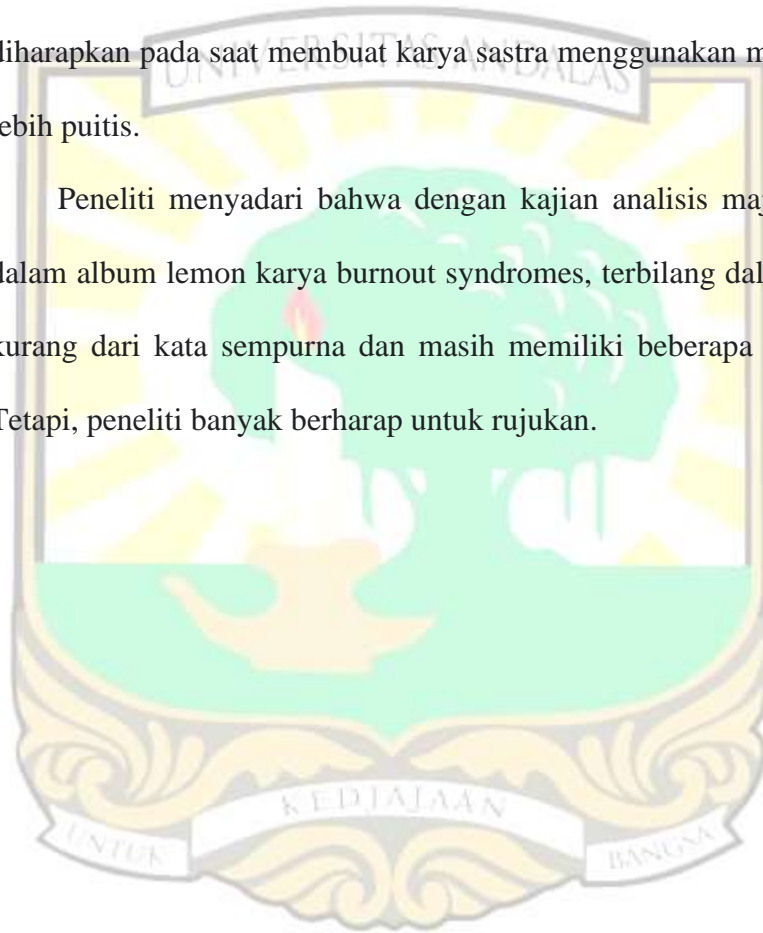 UNIVERSITAS ANDALAS
diharapkan pada saat membuat karya sastra menggunakan
lebih puitis.
Peneliti menyadari bahwa dengan kajian analisis
dalam album lemon karya burnout syndromes, terbilang
kurang dari kata sempurna dan masih memiliki beberapa
Tetapi, peneliti banyak berharap untuk rujukan.
KEDJAJAAN
UNTUK BANGSA